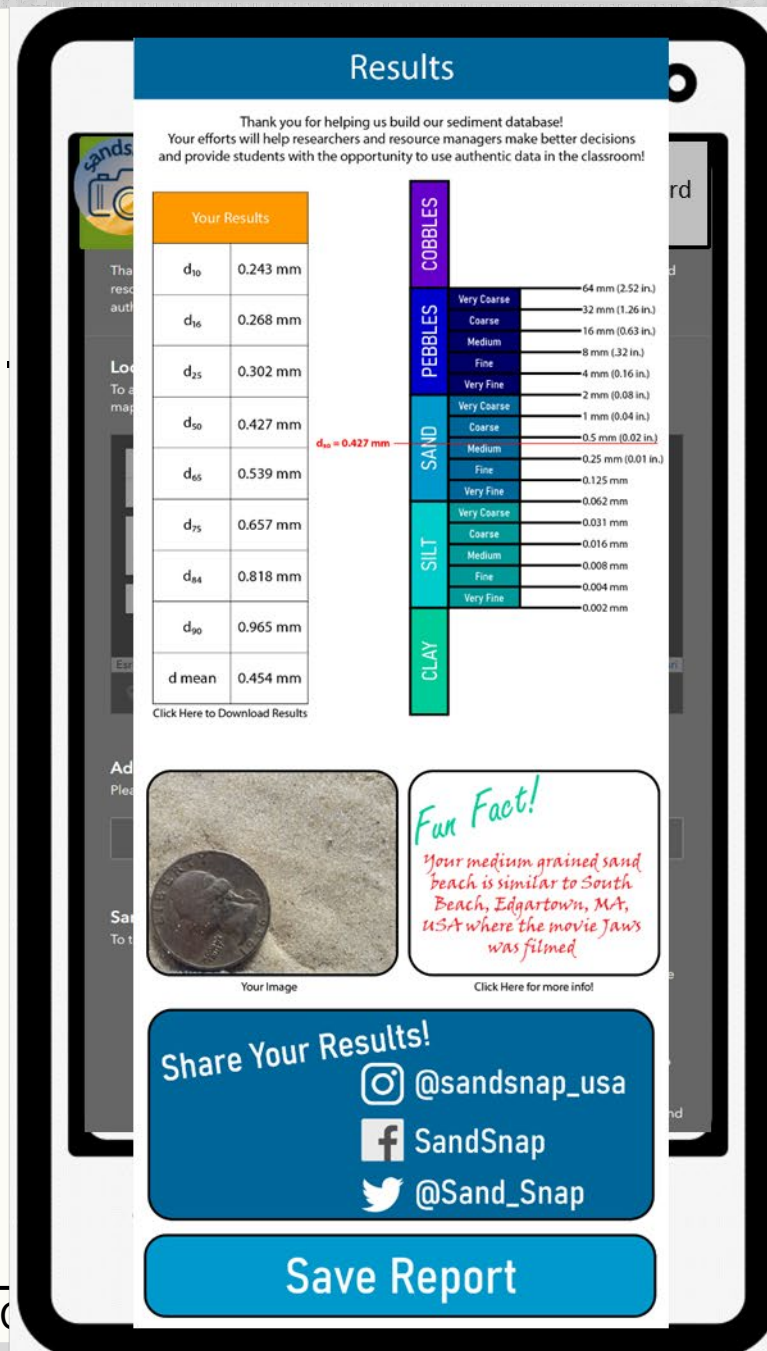 Results
Thank you for helping us build our sediment database!
Your efforts will help researchers and resource managers make better decisions
and provide students with the opportunity to use authentic data in the classroom!
sands
rd
Your Results
d10 0.243 mm
d16 0.268 mm
d25 0.302 mm
d50 0.427 mm
d65 0.539 mm
d75 0.657 mm
d84 0.818 mm
d90 0.965 mm
d mean 0.454 mm
Click Here to Download Results
COBBLES
PEBBLES
SAND
SILT
CLAY
Very Coarse
Coarse
Medium
Fine
Very Fine
Very Coarse
Coarse
Medium
Fine
Very Fine
Very Coarse
Coarse
Medium
Fine
Very Fine
64 mm (2.52 in.)
32 mm (1.26 in.)
16 mm (0.63 in.)
8 mm (.32 in.)
4 mm (0.16 in.)
2 mm (0.08 in.)
1 mm (0.04 in.)
0.5 mm (0.02 in.)
0.25 mm (0.01 in.)
0.125 mm
0.062 mm
0.031 mm
0.016 mm
0.008 mm
0.004 mm
0.002 mm
d50 = 0.427 mm
LIBERTY
Your Image
Fun Fact!
Your medium grained sand
beach is similar to South
Beach, Edgartown, MA,
USA where the movie Jaws
was filmed
Click Here for more info!
Share Your Results!
@sandsnap_usa
SandSnap
@Sand_Snap
Save Report